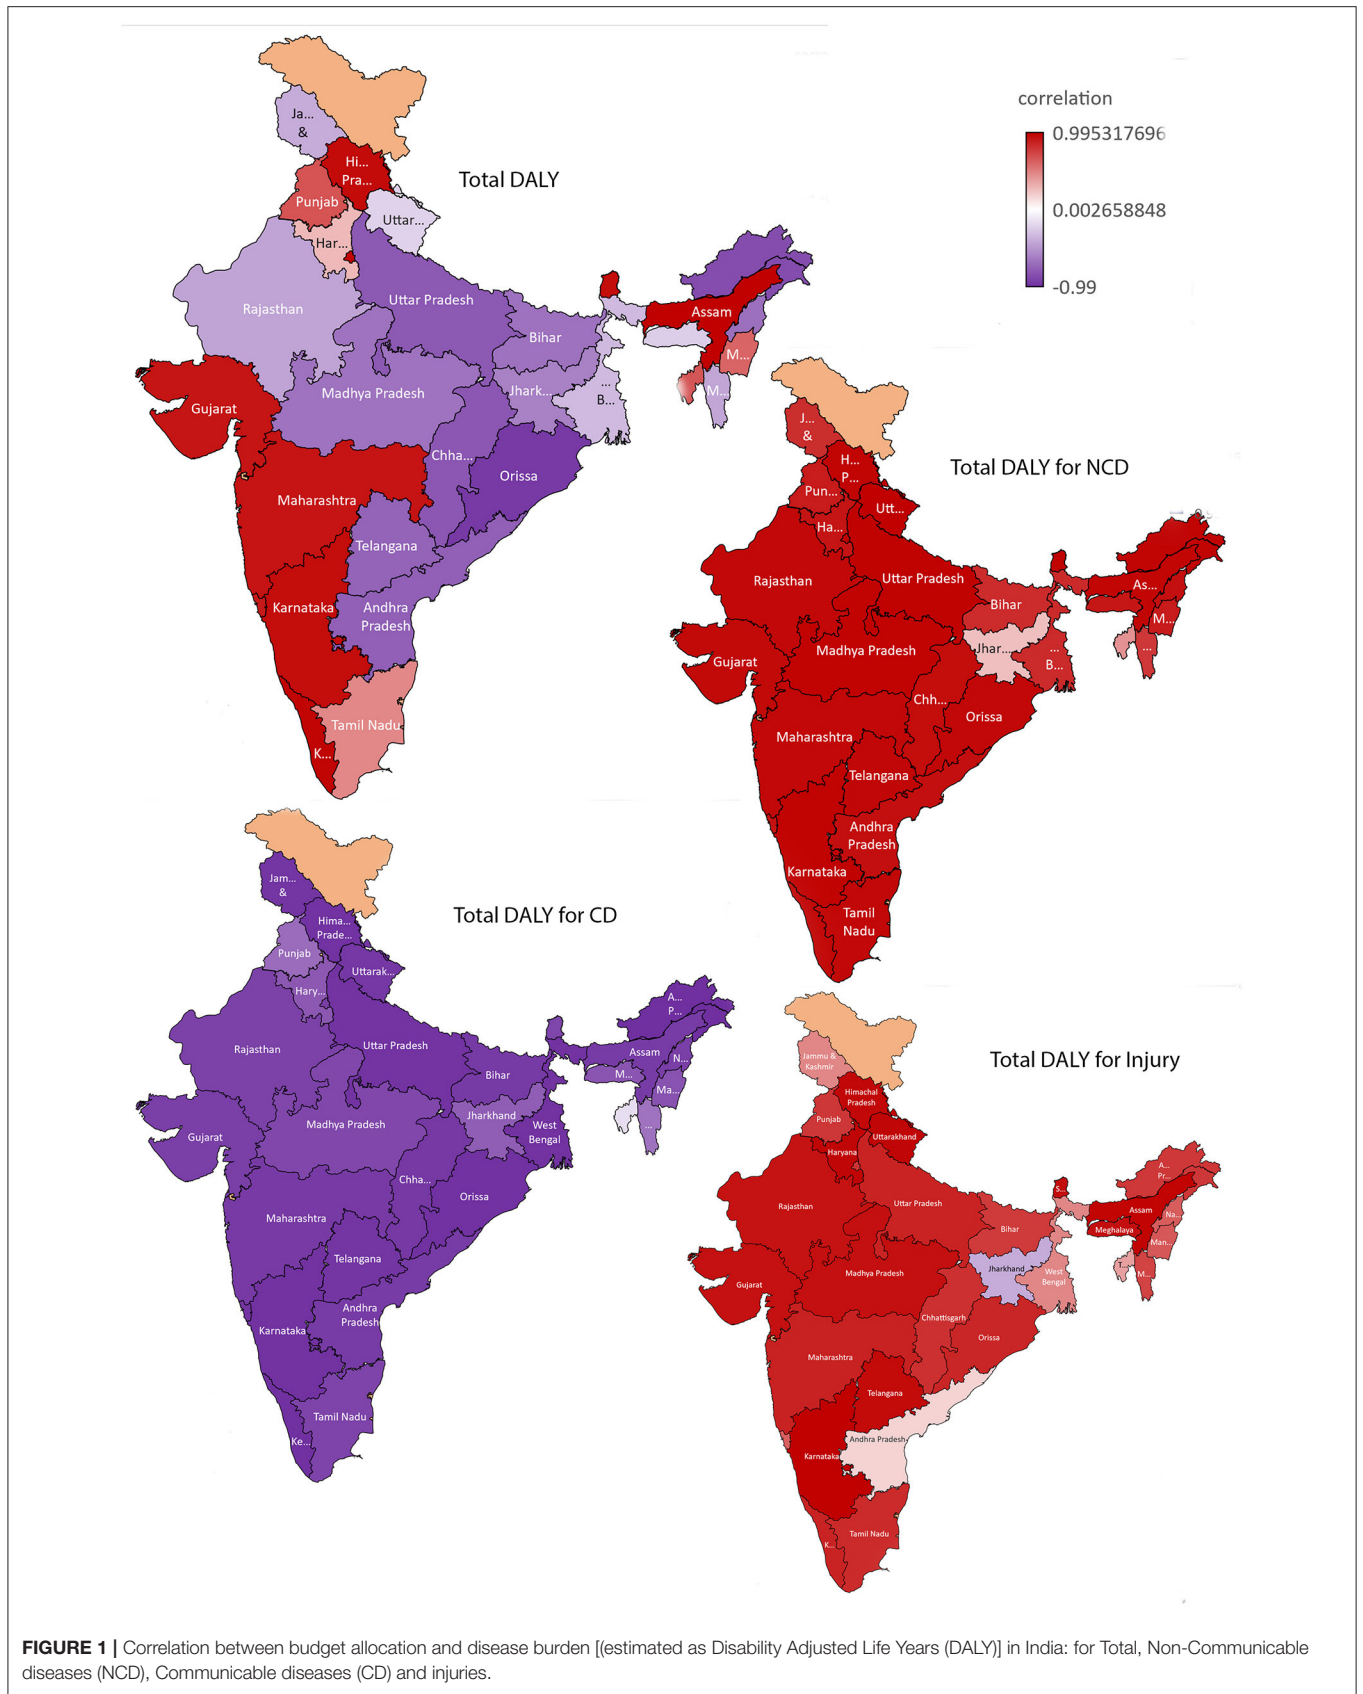 correlation
0.995317696
0.002658848
-0.99
Total DALY
Ja...
&
Hi...
Pra...
Punjab
Uttar...
Har...
Rajasthan
Uttar Pradesh
Bihar
Assam
M...
M...
Gujarat
Madhya Pradesh
Jhark...
...
B...
Chha...
Orissa
Maharashtra
Telangana
Karnataka
Andhra
Pradesh
Tamil Nadu
K...
Total DALY for NCD
J...
&
H...
P...
Pun...
Utt...
Ha...
Rajasthan
Uttar Pradesh
Bihar
As...
M...
...
Jhar...
...
B...
Gujarat
Madhya Pradesh
Chh...
Orissa
Maharashtra
Telangana
Andhra
Pradesh
Karnataka
Tamil
Nadu
Total DALY for CD
Jam...
&
Hima...
Prade...
Punjab
Uttarak...
Hary...
Rajasthan
Uttar Pradesh
Bihar
A...
P...
Assam
N...
M...
Ma...
...
Jharkhand
West
Bengal
Gujarat
Madhya Pradesh
Chha...
Orissa
Maharashtra
Telangana
Andhra
Pradesh
Karnataka
Tamil Nadu
Ke...
Total DALY for Injury
Jammu &
Kashmir
Himachal
Pradesh
Punjab
Uttarakhand
Haryana
Rajasthan
Uttar Pradesh
Bihar
S...
A...
Pr...
Assam
Na...
Meghalaya
Man...
T...
M...
Jharkhand
West
Bengal
Gujarat
Madhya Pradesh
Chhattisgarh
Orissa
Maharashtra
Telangana
Andhra Pradesh
Karnataka
Tamil Nadu
K...
FIGURE 1 | Correlation between budget allocation and disease burden [(estimated as Disability Adjusted Life Years (DALY)] in India: for Total, Non-Communicable
diseases (NCD), Communicable diseases (CD) and injuries.